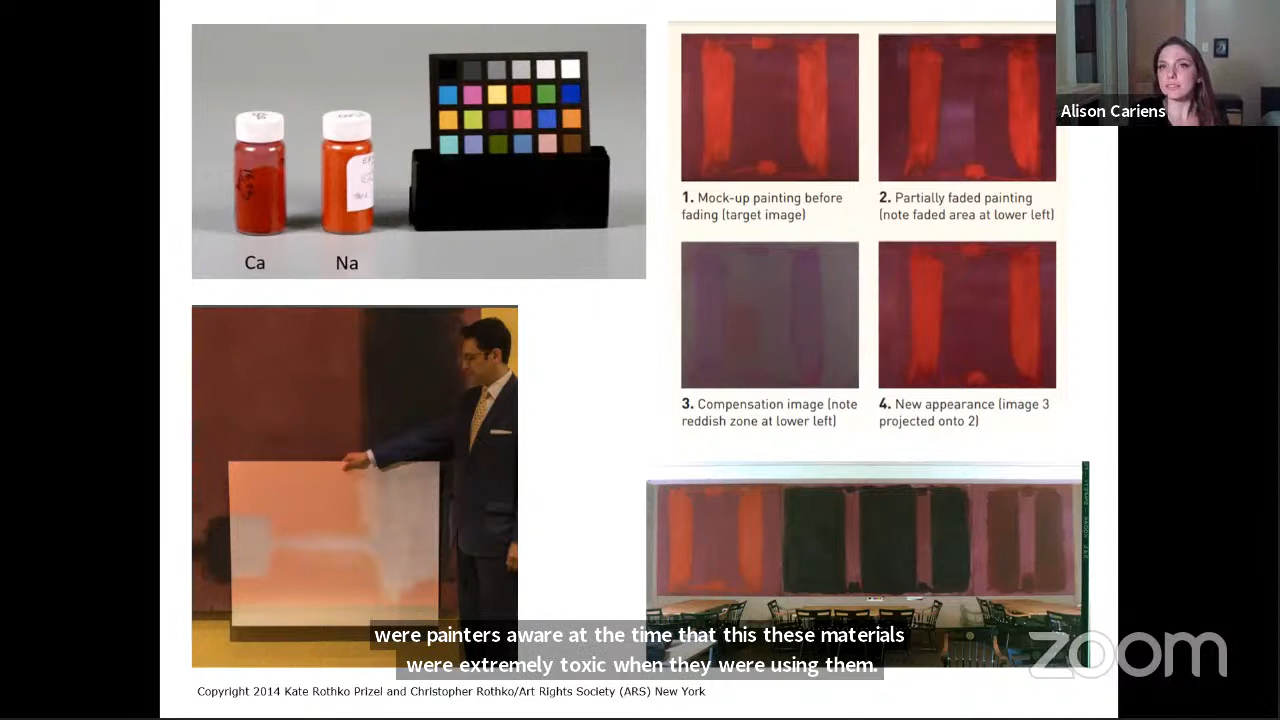 Alison Cariens
Ca
Na
1. Mock-up painting before
fading (target image)
2. Partially faded painting
(note faded area at lower left)
3. Compensation image (note
reddish zone at lower left)
4. New appearance (image 3
projected onto 2)
were painters aware at the time that this these materials
were extremely toxic when they were using them.
zoom
Copyright 2014 Kate Rothko Prizel and Christopher Rothko/Art Rights Society (ARS) New York